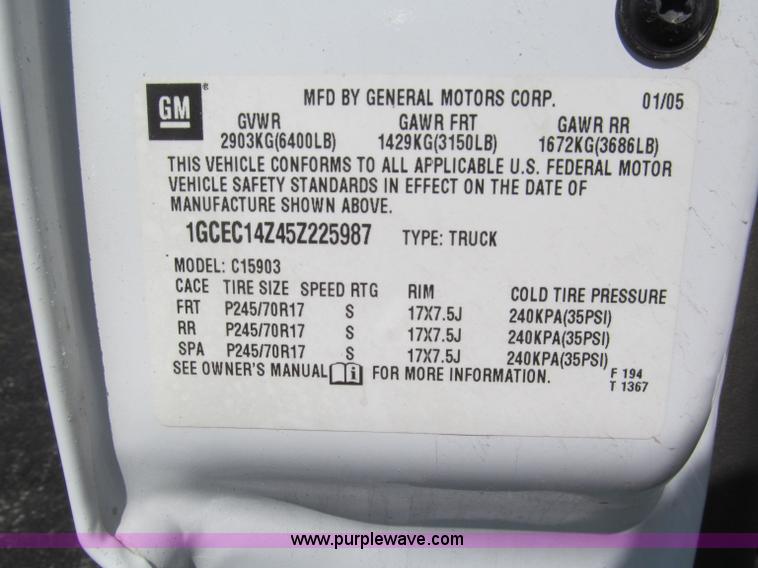 GM ® MFD BY GENERAL MOTORS CORP. 01/05
GVWR GAWR FRT GAWR RR
2903KG(6400LB) 1429KG(3150LB) 1672KG(3686LB)
THIS VEHICLE CONFORMS TO ALL APPLICABLE U.S. FEDERAL MOTOR
VEHICLE SAFETY STANDARDS IN EFFECT ON THE DATE OF
MANUFACTURE SHOWN ABOVE.
1GCEC14Z45Z225987 TYPE: TRUCK
MODEL: C15903
CACE TIRE SIZE SPEED RTG RIM COLD TIRE PRESSURE
FRT P245/70R17 S 17X7.5J 240KPA(35PSI)
RR P245/70R17 S 17X7.5J 240KPA(35PSI)
SPA P245/70R17 S 17X7.5J 240KPA(35PSI)
SEE OWNER'S MANUAL i FOR MORE INFORMATION. F 194
T 1367
www.purplewave.com